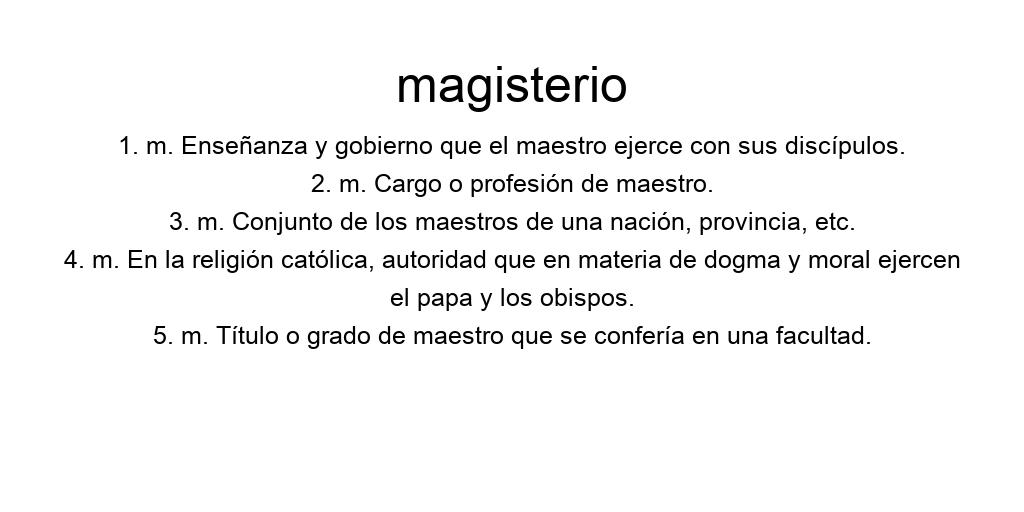 magisterio
1. m. Enseñanza y gobierno que el maestro ejerce con sus discípulos.
2. m. Cargo o profesión de maestro.
3. m. Conjunto de los maestros de una nación, provincia, etc.
4. m. En la religión católica, autoridad que en materia de dogma y moral ejercen
el papa y los obispos.
5. m. Título o grado de maestro que se confería en una facultad.